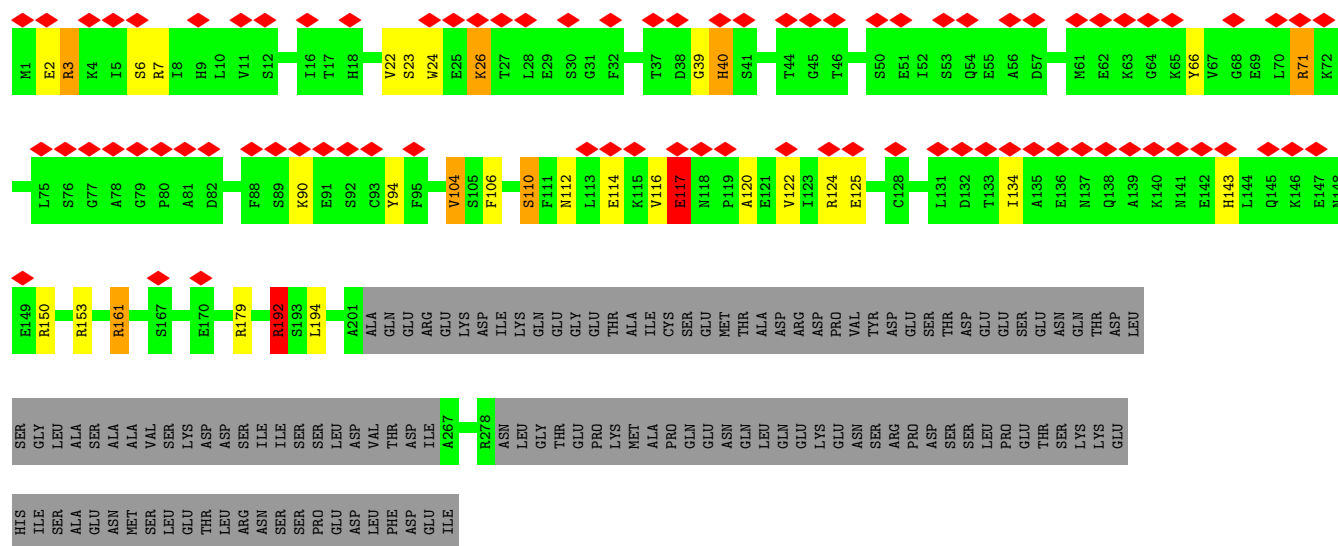 M1 E2 R3 K4 I5 S6 R7 I8 H9 L10 V11 S12 I16 T17 H18 V22 S23 W24 E25 K26 T27 L28 E29 S30 G31 F32 T37 D38 G39 H40 S41 T44 G45 T46 S50 E51 I52 S53 Q54 E55 A56 D57 M61 E62 K63 G64 K65 Y66 V67 G68 E69 L70 R71 K72
L75 S76 G77 A78 G79 P80 A81 D82 F88 S89 K90 E91 S92 C93 Y94 F95 V104 S105 F106 S110 F111 N112 L113 E114 K115 V116 E117 N118 P119 A120 E121 V122 I123 R124 E125 C128 L131 D132 T133 I134 A135 E136 N137 Q138 A139 K140 N141 E142 H143 L144 Q145 K146 E147 N148
E149 R150 R153 R161 S167 E170 R179 M192 S193 L194 A201 ALA GLN GLU ARG GLU LYS ASP ILE LYS GLN GLU GLY GLU THR ALA ILE CYS SER GLU MET THR ALA ASP ARG ASP PRO VAL TYR ASP GLU SER THR ASP GLU GLU SER GLU ASN GLN THR ASP LEU
SER GLY LEU ALA SER ALA ALA VAL SER LYS ASP ASP SER ILE ILE SER SER LEU ASP VAL THR ASP ILE A267 R278 ASN LEU GLY THR GLU PRO LYS MET ALA PRO GLN GLU ASN GLN LEU GLN GLU LYS GLU ASN SER ARG PRO ASP SER SER LEU PRO GLU THR SER LYS LYS GLU
HIS ILE SER ALA GLU ASN MET SER LEU GLU THR LEU ARG ASN SER SER PRO GLU ASP LEU PHE ASP GLU ILE